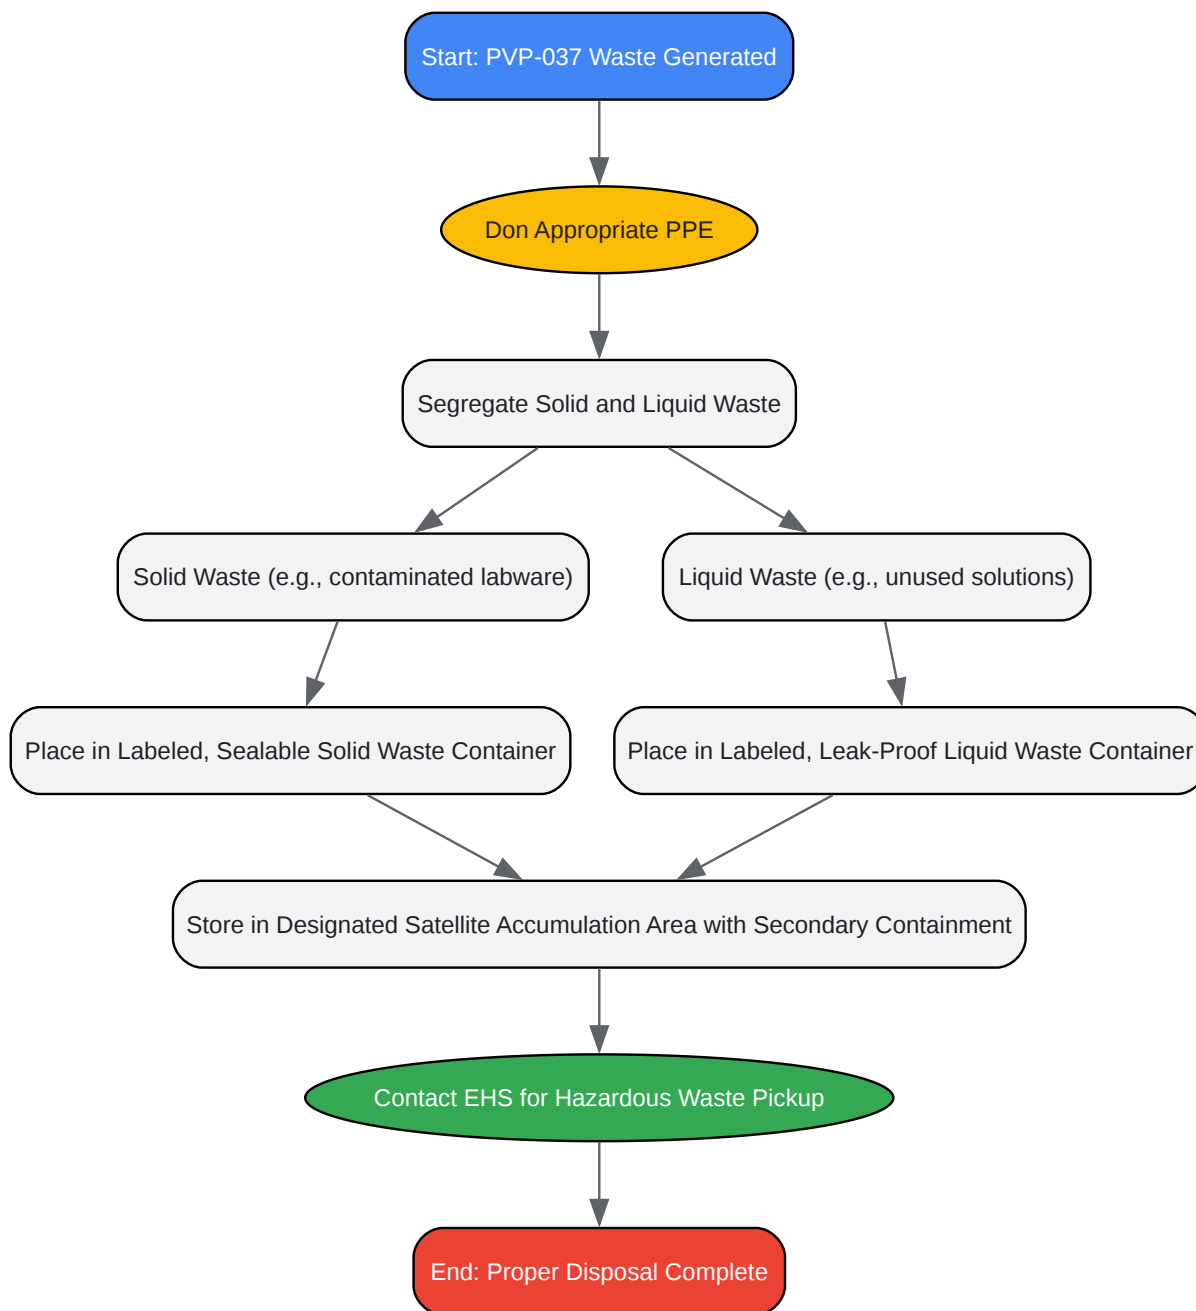 Start: PVP-037 Waste Generated
Don Appropriate PPE
Segregate Solid and Liquid Waste
Solid Waste (e.g., contaminated labware)
Liquid Waste (e.g., unused solutions)
Place in Labeled, Sealable Solid Waste Container
Place in Labeled, Leak-Proof Liquid Waste Container
Store in Designated Satellite Accumulation Area with Secondary Containment
Contact EHS for Hazardous Waste Pickup
End: Proper Disposal Complete